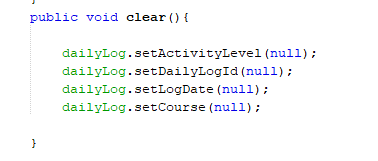 }
public void clear(){
dailyLog.setActivityLevel(null);
dailyLog.setDailyLogId(null);
dailyLog.setLogDate(null);
dailyLog.setCourse(null);
}